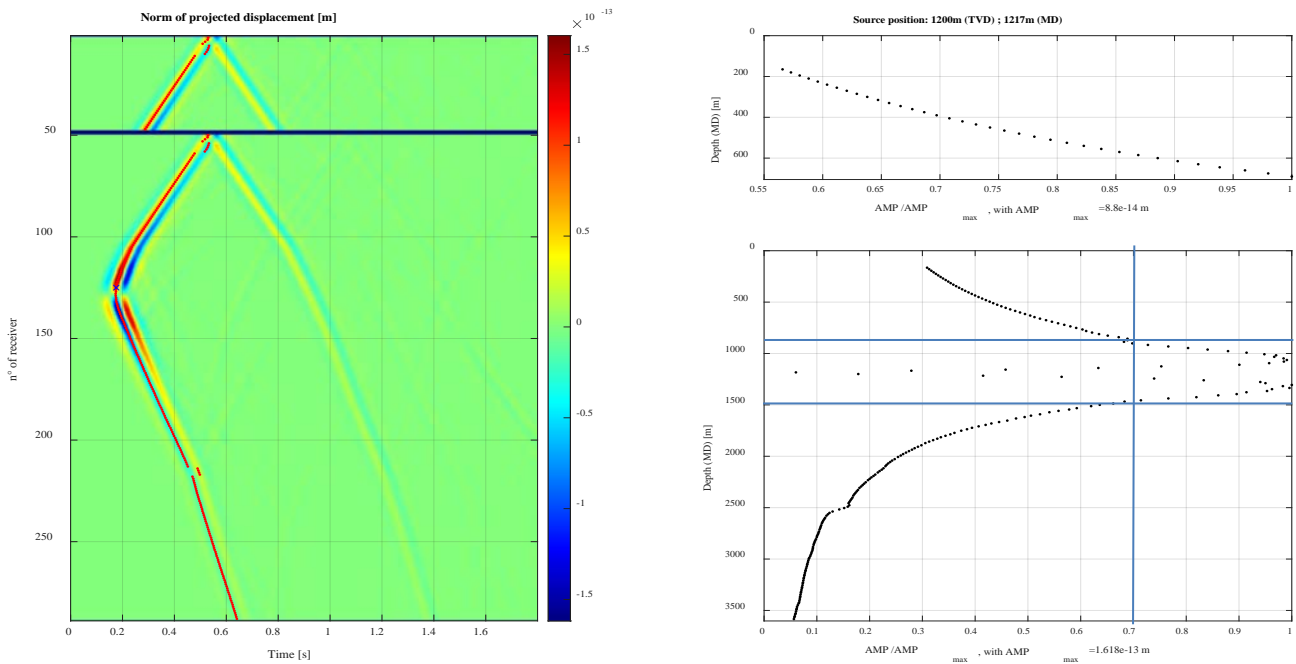 Norm of projected displacement [m]
× 10 -13
50
100
150
200
250
n° of receiver
0 0.2 0.4 0.6 0.8 1 1.2 1.4 1.6
Time [s]
1.5
1
0.5
0
-0.5
-1
-1.5
Source position: 1200m (TVD) ; 1217m (MD)
0
200
400
600
Depth (MD) [m]
0.55 0.6 0.65 0.7 0.75 0.8 0.85 0.9 0.95 1
AMP /AMP max , with AMP max =8.8e-14 m
0
500
1000
1500
2000
2500
3000
3500
Depth (MD) [m]
0 0.1 0.2 0.3 0.4 0.5 0.6 0.7 0.8 0.9 1
AMP /AMP max , with AMP max =1.618e-13 m